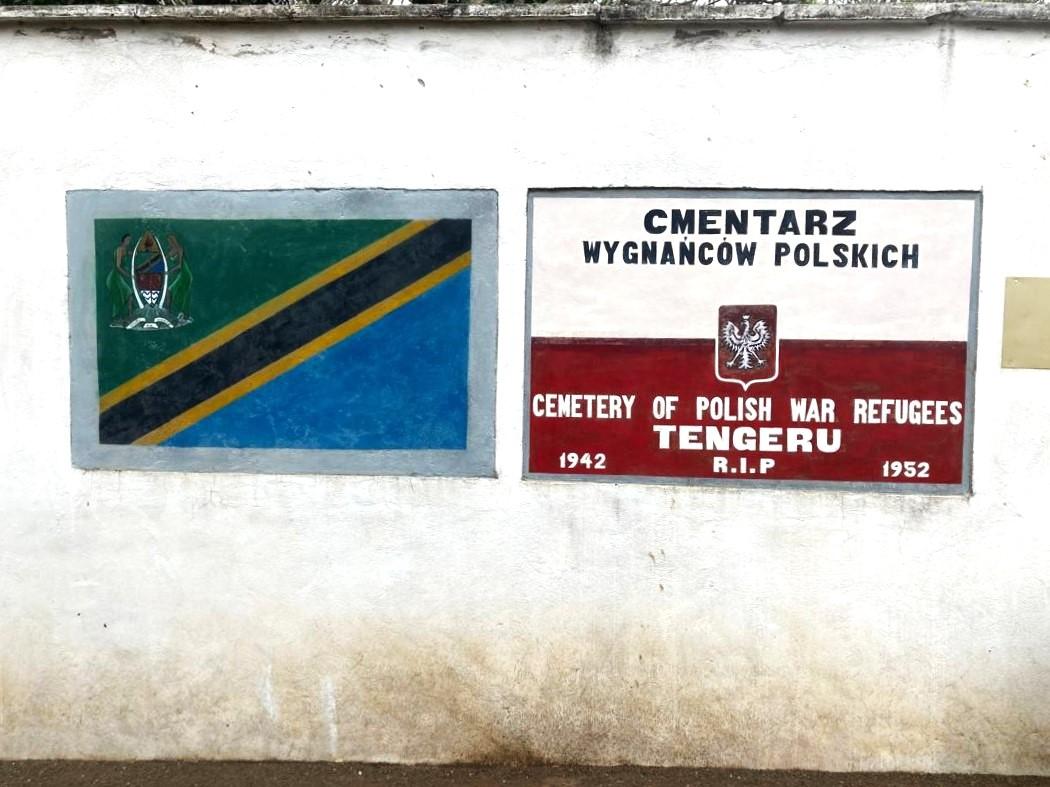 CMENTARZ
WYGNAŃCÓW POLSKICH
CEMETERY OF POLISH WAR REFUGEES
TENGERU
1942 R.I.P 1952